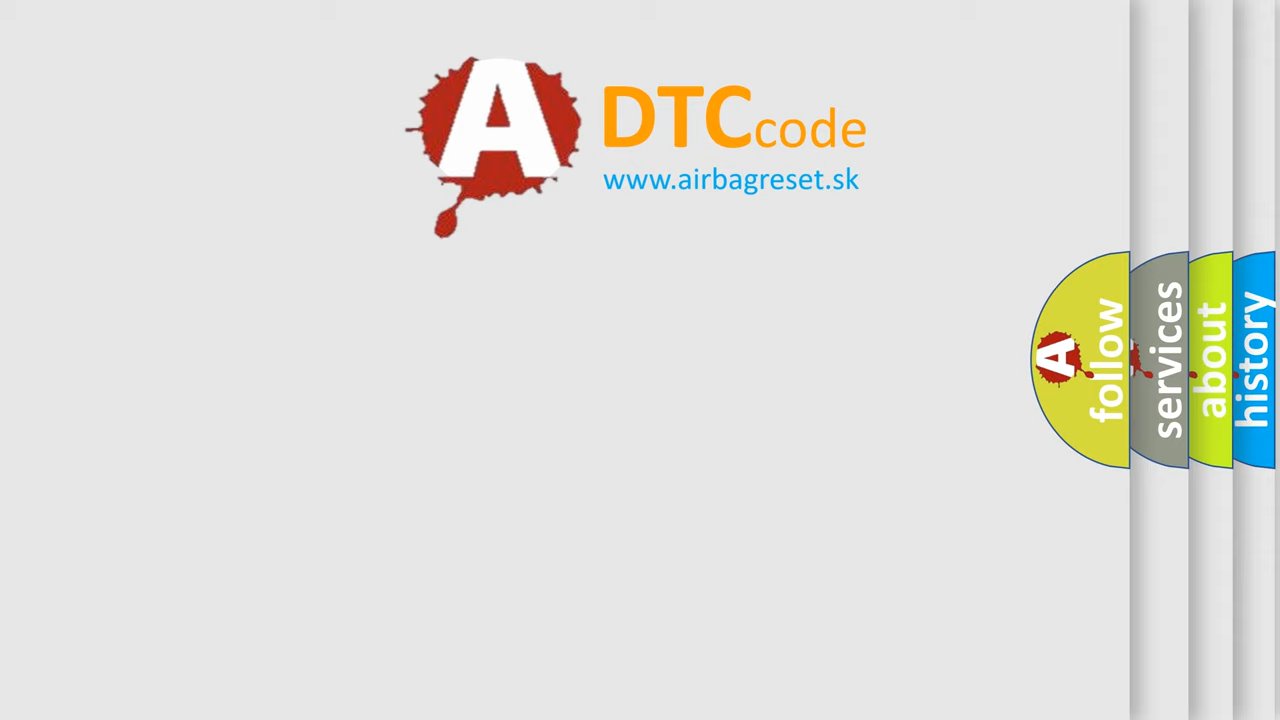 A DTCcode
www.airbagreset.sk
A follow
services
about
history